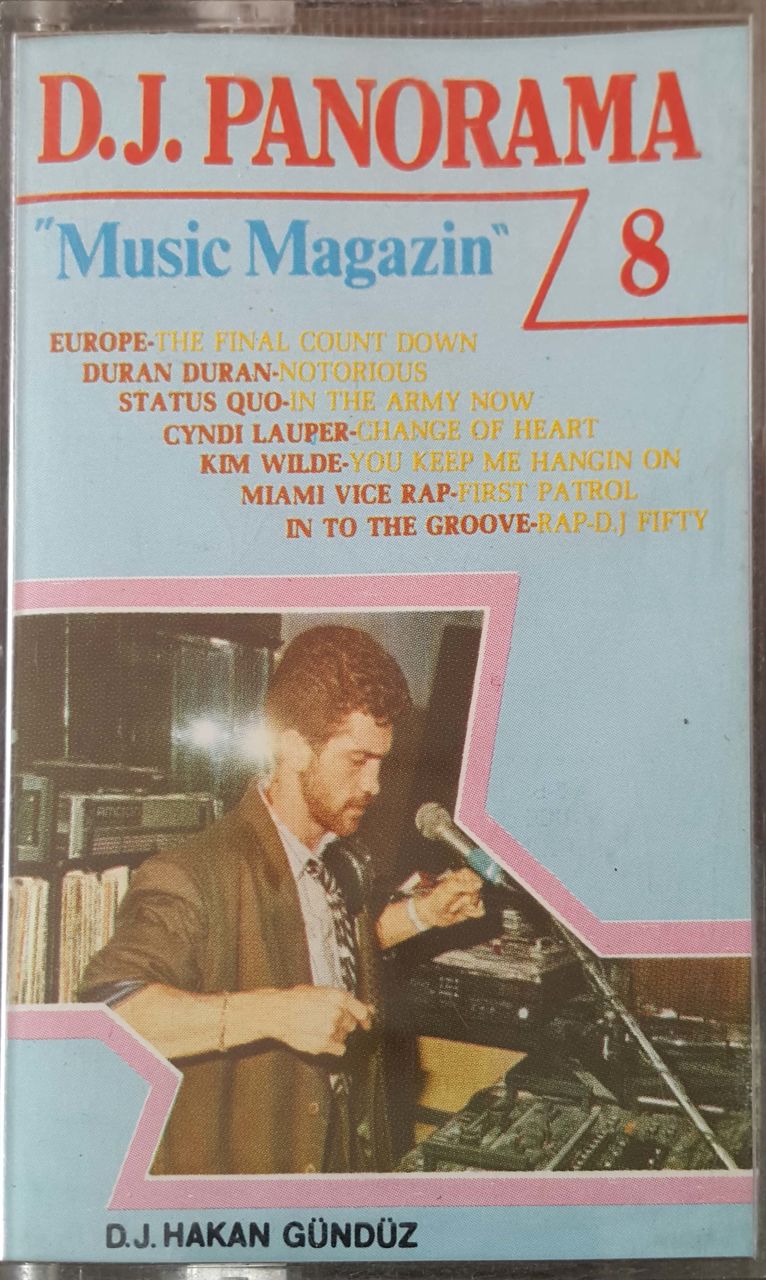 D.J. PANORAMA
"Music Magazin"
8
EUROPE-THE FINAL COUNT DOWN
DURAN DURAN-NOTORIOUS
STATUS QUO-IN THE ARMY NOW
CYNDI LAUPER-CHANGE OF HEART
KIM WILDE-YOU KEEP ME HANGIN ON
MIAMI VICE RAP-FIRST PATROL
IN TO THE GROOVE-RAP-D.J FIFTY
D.J. HAKAN GÜNDÜZ